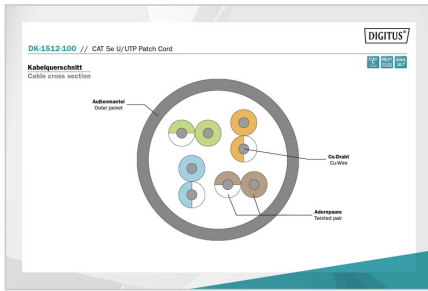 DIGITUS®
DK-1512-100 // CAT 5e U/UTP Patch Cord
Kabelquerschnitt
Cable cross section
Außenmantel
Outer jacket
Cu-Draht
Cu-Wire
Adernpaare
Twisted pair